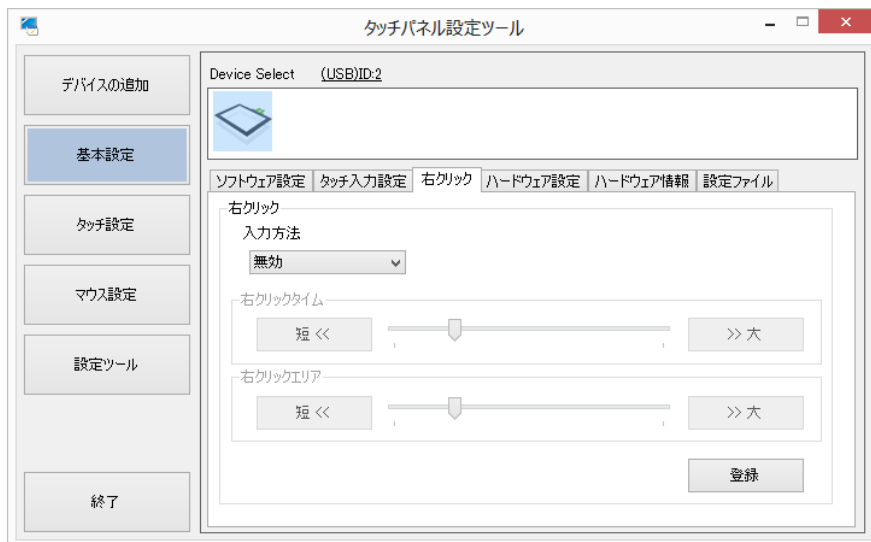 タッチパネル設定ツール
デバイスの追加
基本設定
タッチ設定
マウス設定
設定ツール
終了
Device Select (USB)ID:2
ソフトウェア設定 タッチ入力設定 右クリック ハードウェア設定 ハードウェア情報 設定ファイル
右クリック
入力方法
無効
右クリックタイム
短 << >> 大
右クリックエリア
短 << >> 大
登録